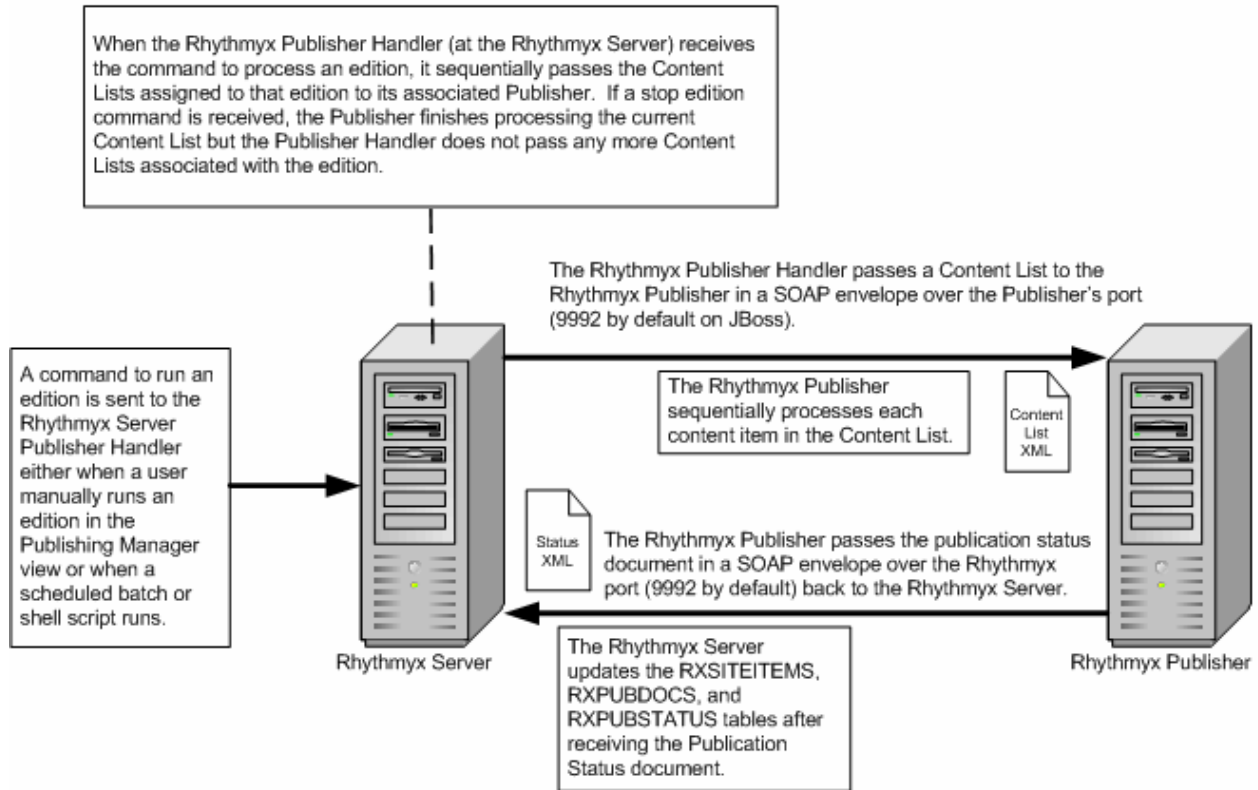 When the Rhythmyx Publisher Handler (at the Rhythmyx Server) receives
the command to process an edition, it sequentially passes the Content
Lists assigned to that edition to its associated Publisher.  If a stop edition
command is received, the Publisher finishes processing the current
Content List but the Publisher Handler does not pass any more Content
Lists associated with the edition.
The Rhythmyx Publisher Handler passes a Content List to the
Rhythmyx Publisher in a SOAP envelope over the Publisher's port
(9992 by default on JBoss).
A command to run an
edition is sent to the
Rhythmyx Server
Publisher Handler
either when a user
manually runs an
edition in the
Publishing Manager
view or when a
scheduled batch or
shell script runs.
The Rhythmyx Publisher
sequentially processes each
content item in the Content List.
Content
List
XML
Status
XML
The Rhythmyx Publisher passes the publication status
document in a SOAP envelope over the Rhythmyx
port (9992 by default) back to the Rhythmyx Server.
Rhythmyx Server
Rhythmyx Publisher
The Rhythmyx Server
updates the RXSITEITEMS,
RXPUBDOCS, and
RXPUBSTATUS tables after
receiving the Publication
Status document.